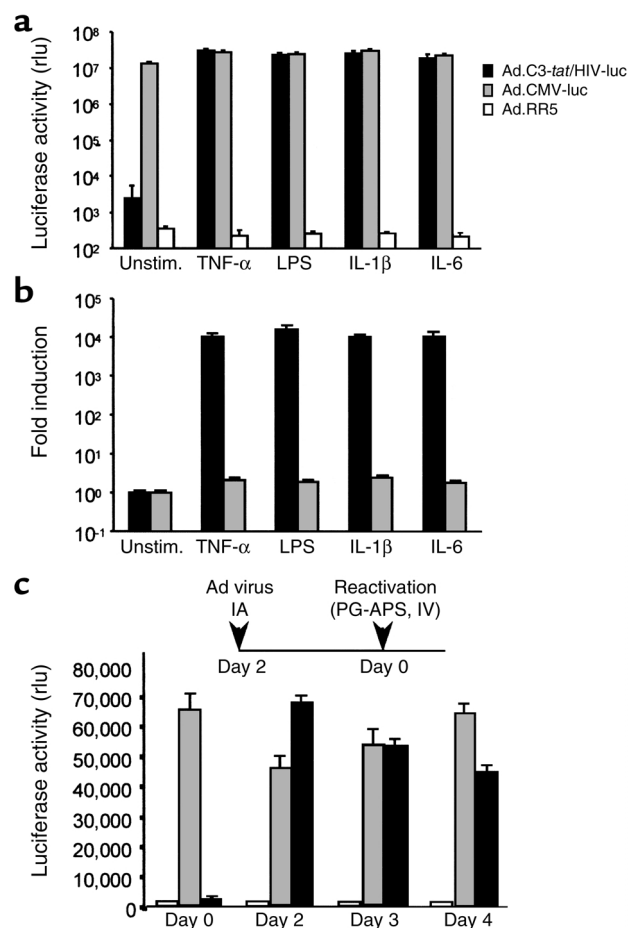 a
Luciferase activity (rlu)
10⁸
10⁷
10⁶
10⁵
10⁴
10³
10²
Unstim. TNF-α LPS IL-1β IL-6
Ad.C3-tat/HIV-luc
Ad.CMV-luc
Ad.RR5
b
Fold induction
10⁵
10⁴
10³
10²
10¹
10⁰
10⁻¹
Unstim. TNF-α LPS IL-1β IL-6
c
Ad virus
IA
Reactivation
(PG-APS, IV)
Day 2 Day 0
Luciferase activity (rlu)
80,000
70,000
60,000
50,000
40,000
30,000
20,000
10,000
0
Day 0 Day 2 Day 3 Day 4